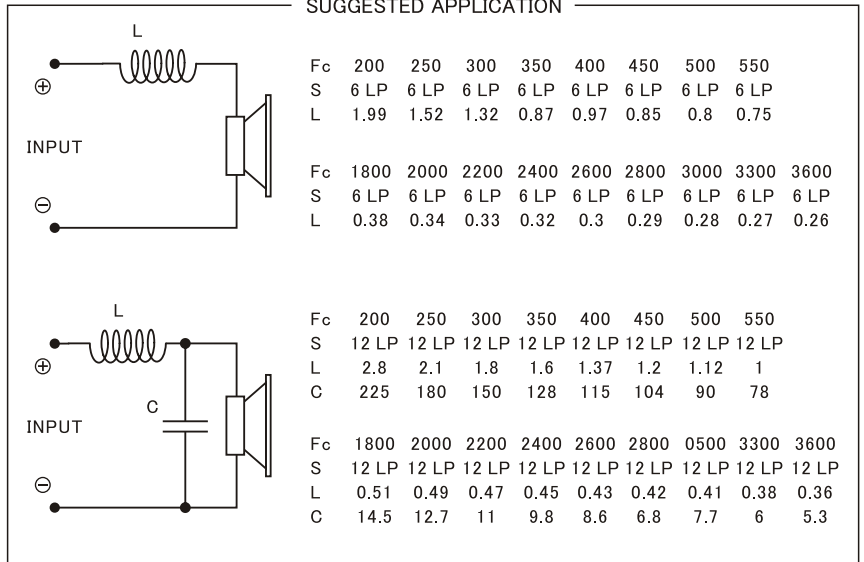 SUGGESTED APPLICATION
L
⊕
INPUT
⊖
Fc 200 250 300 350 400 450 500 550
S 6 LP 6 LP 6 LP 6 LP 6 LP 6 LP 6 LP 6 LP
L 1.99 1.52 1.32 0.87 0.97 0.85 0.8 0.75
Fc 1800 2000 2200 2400 2600 2800 3000 3300 3600
S 6 LP 6 LP 6 LP 6 LP 6 LP 6 LP 6 LP 6 LP 6 LP
L 0.38 0.34 0.33 0.32 0.3 0.29 0.28 0.27 0.26
L
⊕
C
INPUT
⊖
Fc 200 250 300 350 400 450 500 550
S 12 LP 12 LP 12 LP 12 LP 12 LP 12 LP 12 LP 12 LP
L 2.8 2.1 1.8 1.6 1.37 1.2 1.12 1
C 225 180 150 128 115 104 90 78
Fc 1800 2000 2200 2400 2600 2800 0500 3300 3600
S 12 LP 12 LP 12 LP 12 LP 12 LP 12 LP 12 LP 12 LP 12 LP
L 0.51 0.49 0.47 0.45 0.43 0.42 0.41 0.38 0.36
C 14.5 12.7 11 9.8 8.6 6.8 7.7 6 5.3